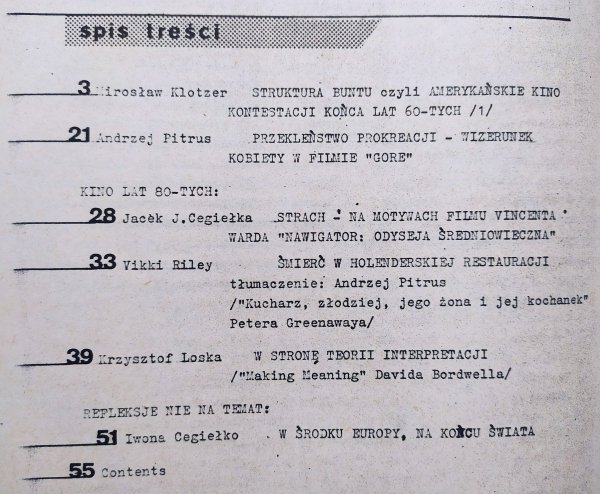 spis treści
3 Mirosław Klotzer STRUKTURA BUNTU czyli AMERYKAŃSKIE KINO
KONTESTACJI KOŃCA LAT 60-TYCH /1/
21 Andrzej Pitrus PRZEKLEŃSTWO PROKREACJI - WIZERUNEK
KOBIETY W FILMIE "GORE"
KINO LAT 80-TYCH:
28 Jacek J.Cegiełka STRACH - NA MOTYWACH FILMU VINCENTA
WARDA "NAWIGATOR: ODYSEJA ŚREDNIOWIECZNA"
33 Vikki Riley ŚMIERĆ W HOLENDERSKIEJ RESTAURACJI
tłumaczenie: Andrzej Pitrus
/"Kucharz, złodziej, jego żona i jej kochanek"
Petera Greenawaya/
39 Krzysztof Loska W STRONĘ TEORII INTERPRETACJI
/"Making Meaning" Davida Bordwella/
REFLEKSJE NIE NA TEMAT:
51 Iwona Cegiełko W ŚRODKU EUROPY, NA KOŃCU ŚWIATA
55 Contents